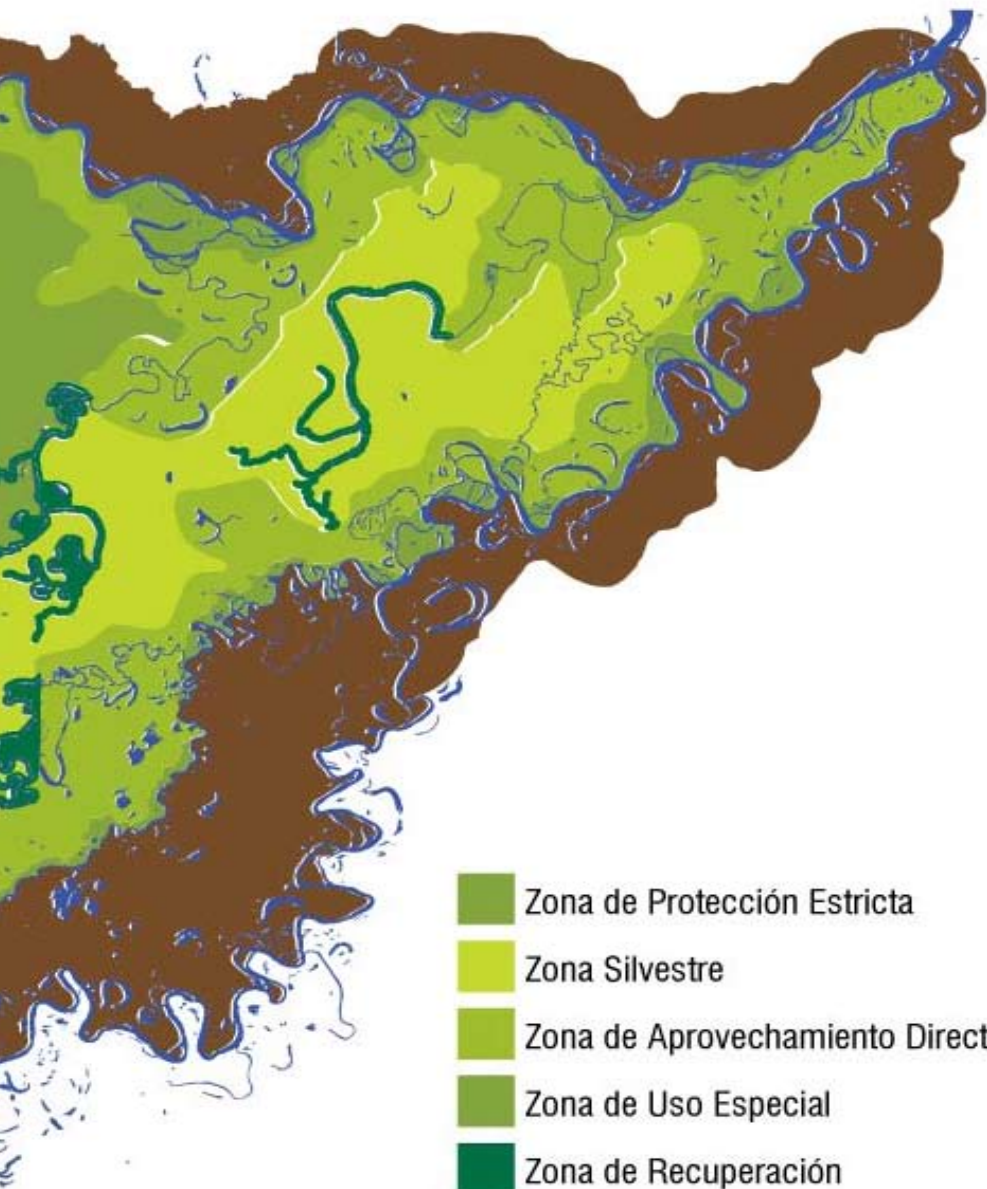 Zona de Protección Estricta
Zona Silvestre
Zona de Aprovechamiento Direct
Zona de Uso Especial
Zona de Recuperación